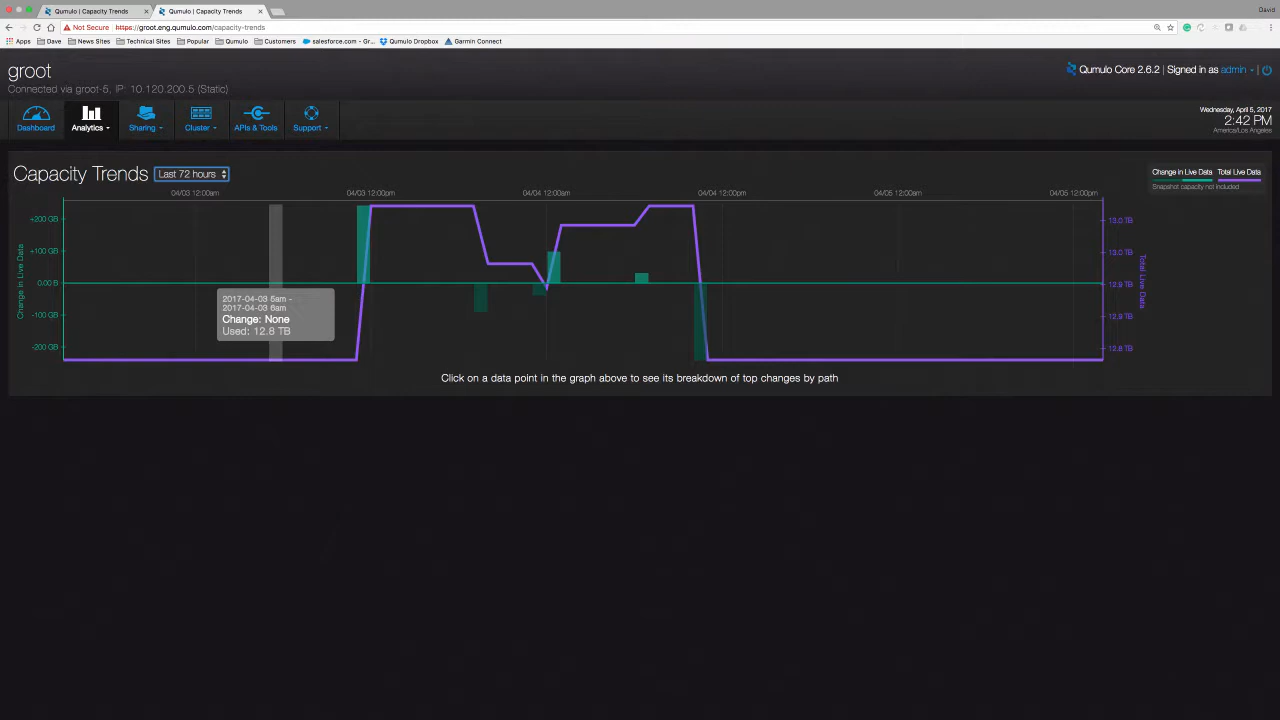 Qumulo | Capacity Trends
Qumulo | Capacity Trends
David
Not Secure
https://groot.eng.qumulo.com/capacity-trends
Apps Dave News Sites Technical Sites Popular Qumulo Customers salesforce.com - Gr... Qumulo Dropbox Garmin Connect
groot
Connected via groot-5, IP: 10.120.200.5 (Static)
Qumulo Core 2.6.2 | Signed in as admin
Dashboard
Analytics
Sharing
Cluster
APIs & Tools
Support
Wednesday, April 5, 2017
2:42 PM
America/Los Angeles
Capacity Trends Last 72 hours
Change in Live Data Total Live Data
Snapshot capacity not included
04/03 12:00am 04/03 12:00pm 04/04 12:00am 04/04 12:00pm 04/05 12:00am 04/05 12:00pm
Change in Live Data
+200 GB
+100 GB
0.00 B
-100 GB
-200 GB
2017-04-03 5am -
2017-04-03 6am
Change: None
Used: 12.8 TB
13.0 TB
13.0 TB
12.9 TB
12.9 TB
12.8 TB
Total Live Data
Click on a data point in the graph above to see its breakdown of top changes by path